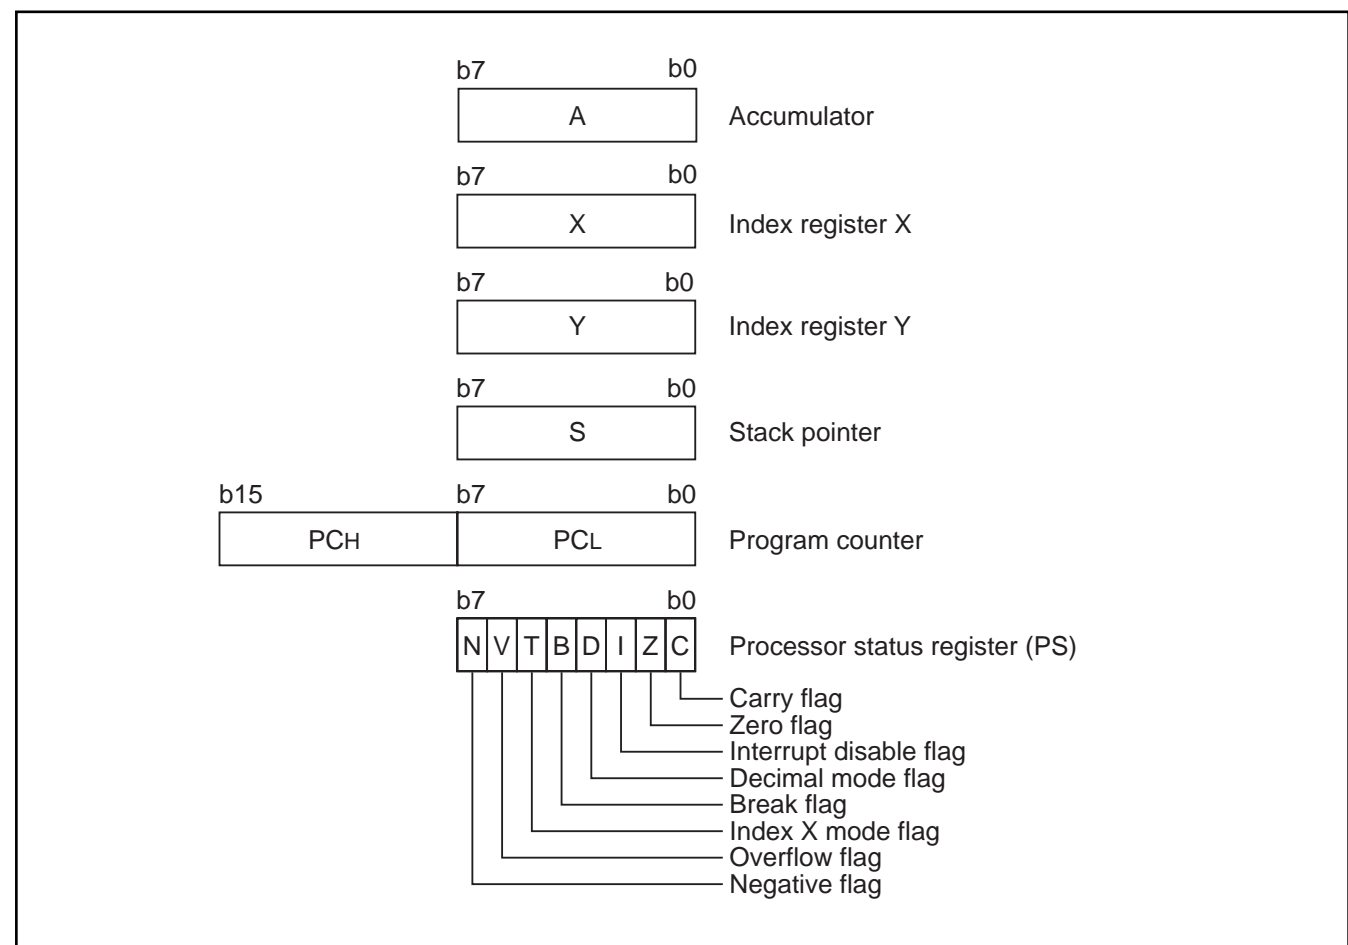 b7 b0
A Accumulator
b7 b0
X Index register X
b7 b0
Y Index register Y
b7 b0
S Stack pointer
b15 b7 b0
PCH PCL Program counter
b7 b0
N V T B D I Z C Processor status register (PS)
Carry flag
Zero flag
Interrupt disable flag
Decimal mode flag
Break flag
Index X mode flag
Overflow flag
Negative flag